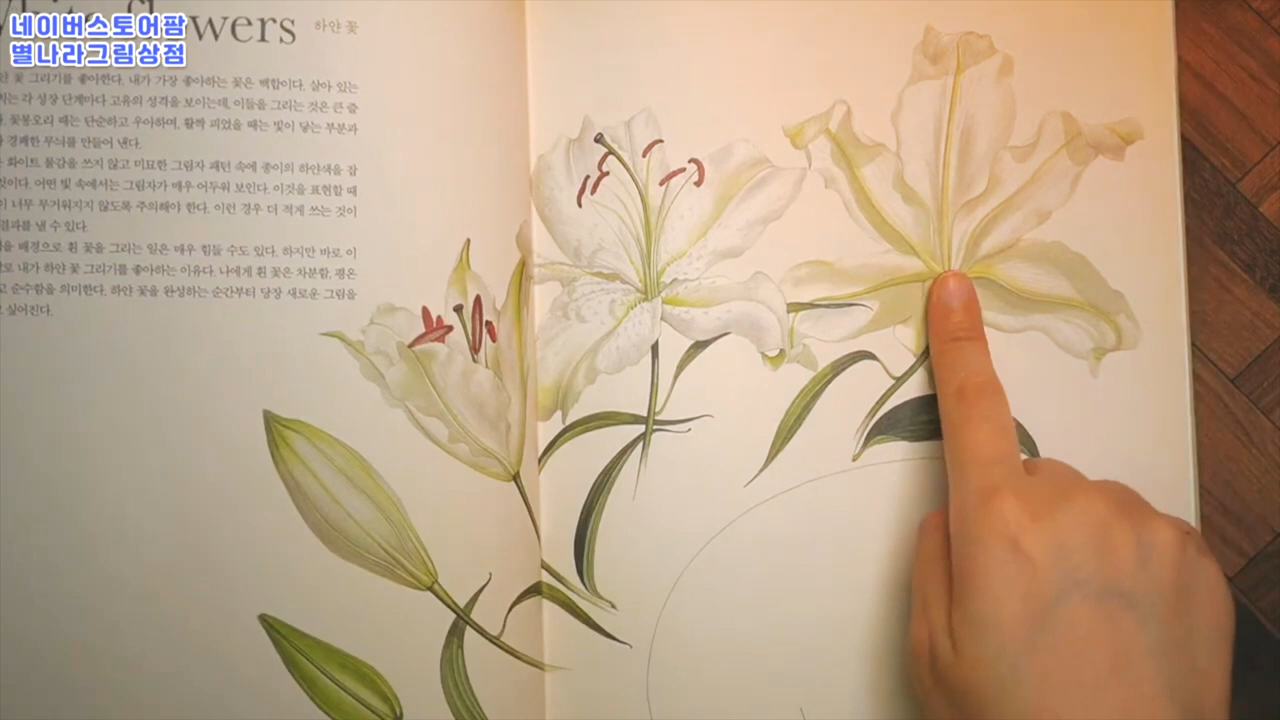 네이버스토어팜
별나라그림상점
White flowers 하얀 꽃
꽃 그리기를 좋아한다. 내가 가장 좋아하는 꽃은 백합이다. 살아 있는
각 성장 단계마다 고유의 성격을 보이는데, 이들을 그리는 것은 큰 즐
꽃봉오리 때는 단순하고 우아하며, 활짝 피었을 때는 빛이 닿는 부분과
경쾌한 무늬를 만들어 낸다.
화이트 물감을 쓰지 않고 미묘한 그림자 패턴 속에 종이의 하얀색을 잡
것이다. 어떤 빛 속에서는 그림자가 매우 어두워 보인다. 이것을 표현할 때
너무 무거워지지 않도록 주의해야 한다. 이런 경우 더 적게 쓰는 것이
결과를 낼 수 있다.
배경으로 흰 꽃을 그리는 일은 매우 힘들 수도 있다. 하지만 바로 이
내가 하얀 꽃 그리기를 좋아하는 이유다. 나에게 흰 꽃은 차분함, 평온
순수함을 의미한다. 하얀 꽃을 완성하는 순간부터 당장 새로운 그림을
싶어진다.